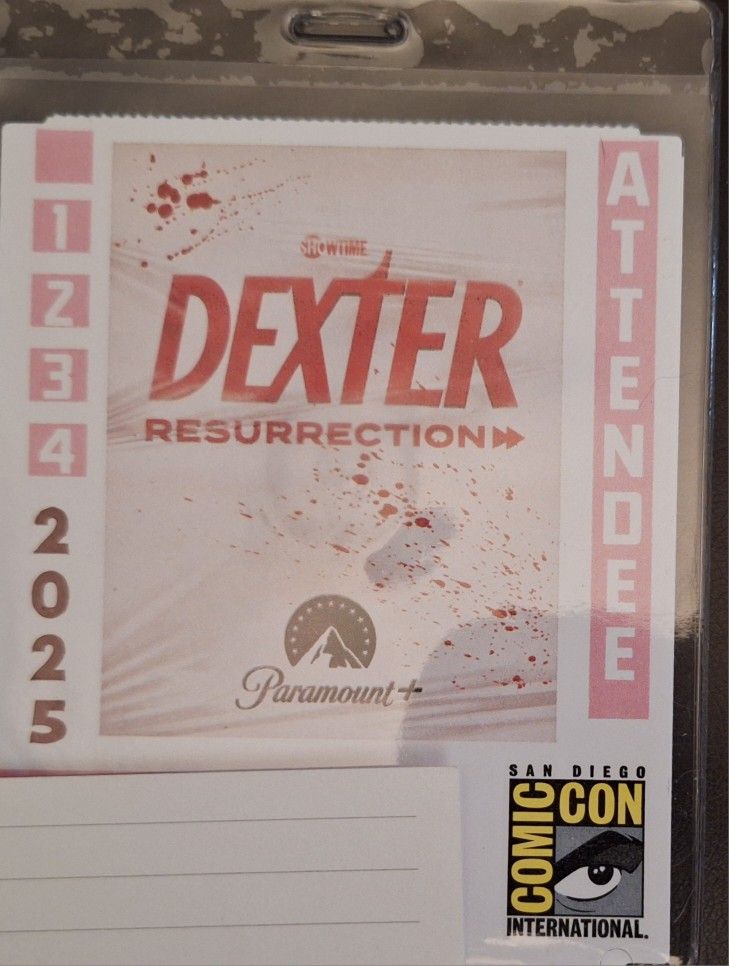 1
2
3
4
2025
SHOWTIME
DEXTER
RESURRECTION
Paramount+
ATTENDEE
SAN DIEGO
COMIC CON
INTERNATIONAL.